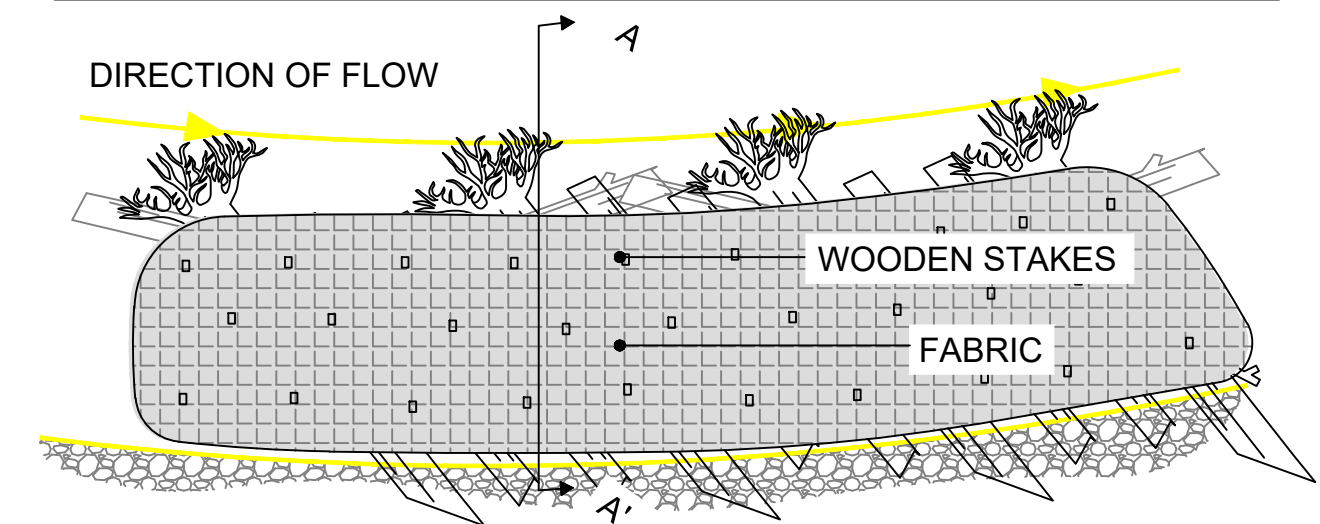 A
DIRECTION OF FLOW
WOODEN STAKES
FABRIC
A'